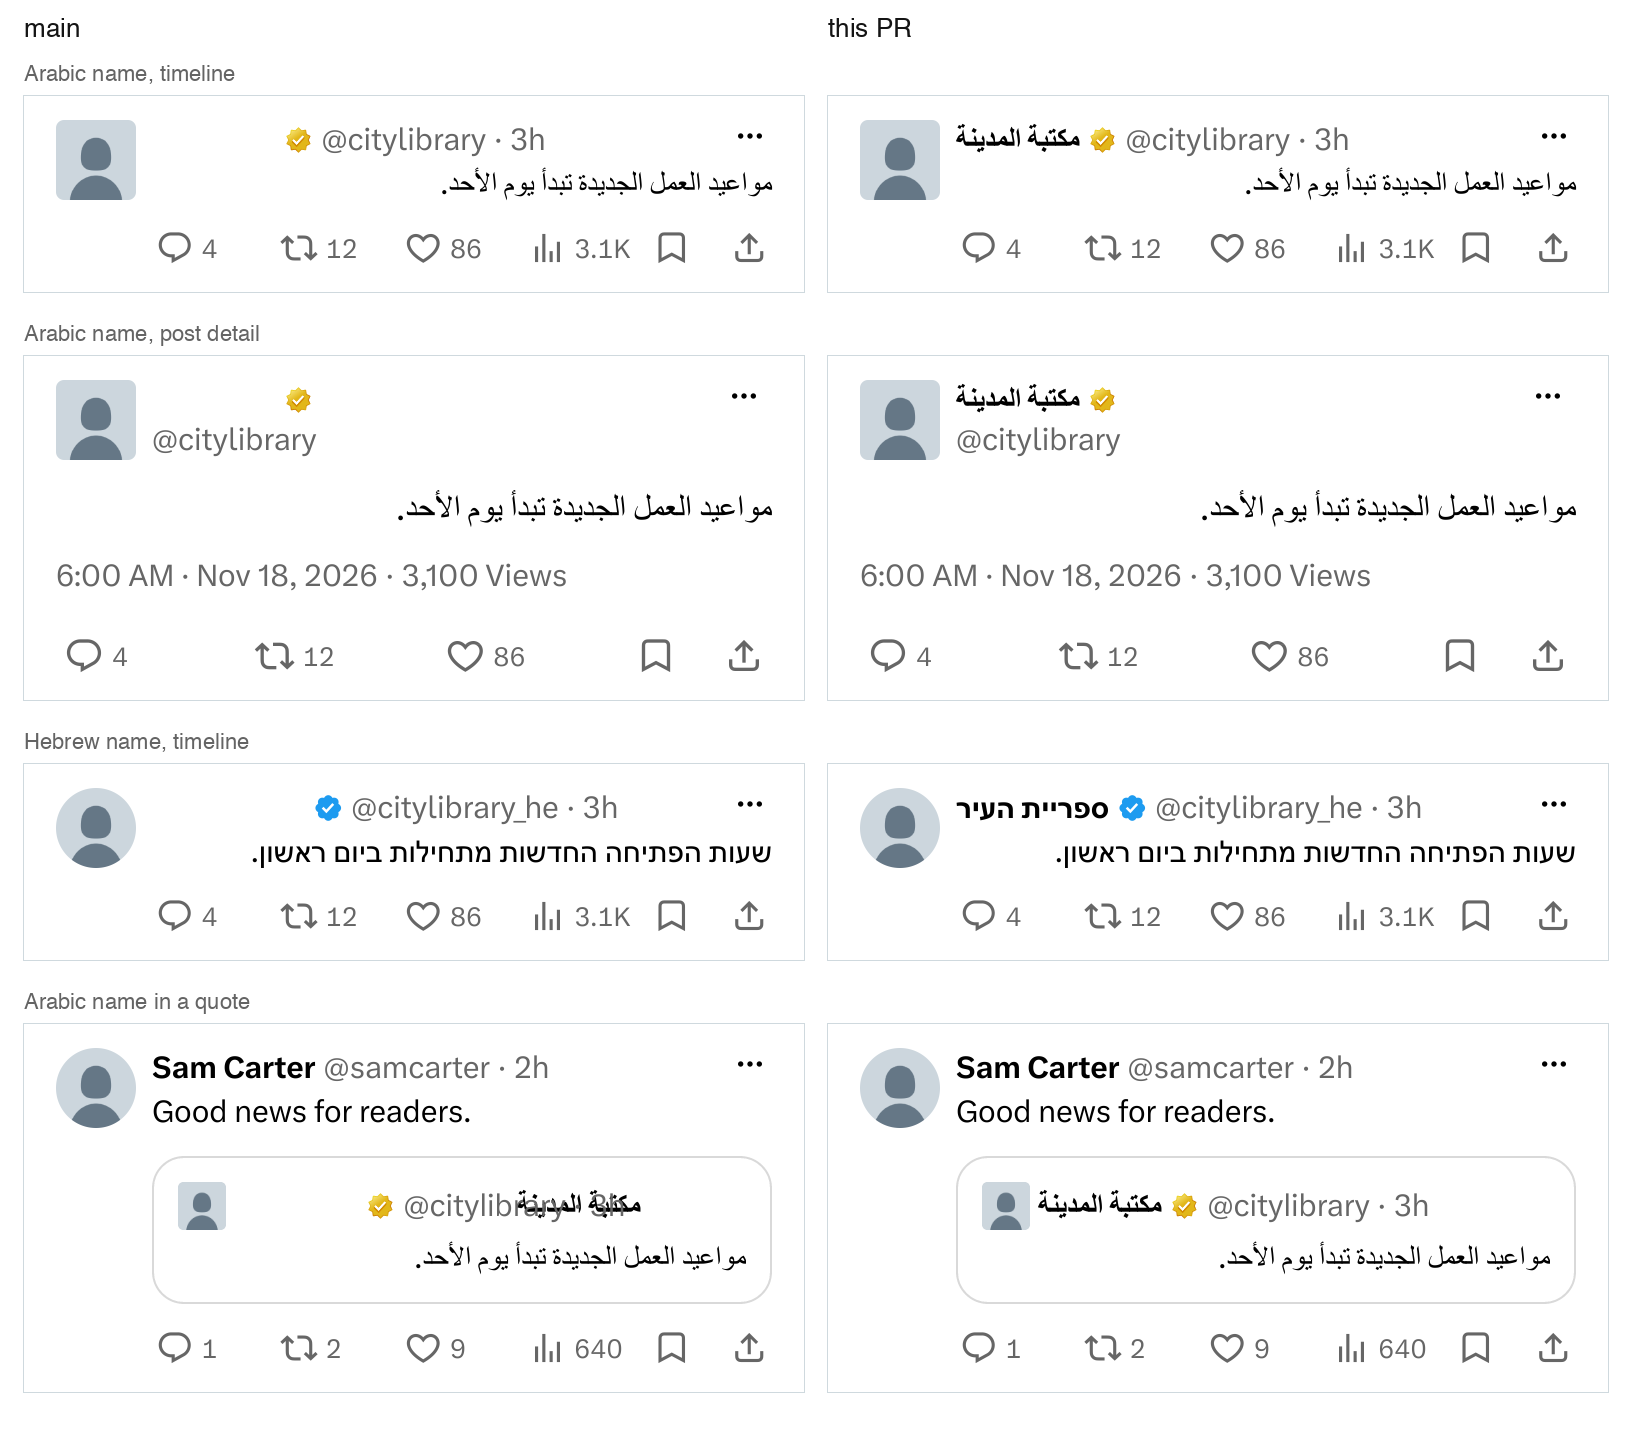 main
this PR
Arabic name, timeline
@citylibrary · 3h
مواعيد العمل الجديدة تبدأ يوم الأحد.
4 12 86 3.1K
مكتبة المدينة @citylibrary · 3h
مواعيد العمل الجديدة تبدأ يوم الأحد.
4 12 86 3.1K
Arabic name, post detail
@citylibrary
مواعيد العمل الجديدة تبدأ يوم الأحد.
6:00 AM · Nov 18, 2026 · 3,100 Views
4 12 86
مكتبة المدينة
@citylibrary
مواعيد العمل الجديدة تبدأ يوم الأحد.
6:00 AM · Nov 18, 2026 · 3,100 Views
4 12 86
Hebrew name, timeline
@citylibrary_he · 3h
שעות הפתיחה החדשות מתחילות ביום ראשון.
4 12 86 3.1K
ספריית העיר @citylibrary_he · 3h
שעות הפתיחה החדשות מתחילות ביום ראשון.
4 12 86 3.1K
Arabic name in a quote
Sam Carter @samcarter · 2h
Good news for readers.
@citylibrary · 3h مكتبة المدينة
مواعيد العمل الجديدة تبدأ يوم الأحد.
1 2 9 640
Sam Carter @samcarter · 2h
Good news for readers.
مكتبة المدينة @citylibrary · 3h
مواعيد العمل الجديدة تبدأ يوم الأحد.
1 2 9 640